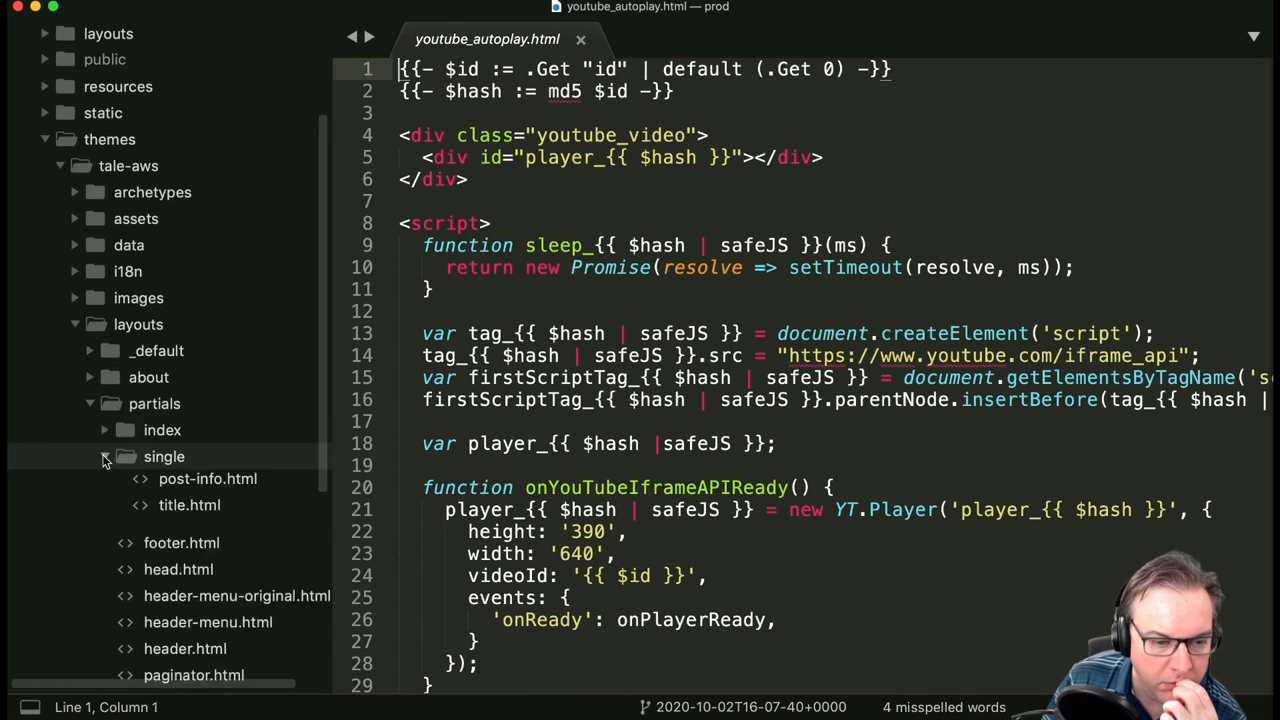 youtube_autoplay.html — prod
layouts
public
resources
static
themes
tale-aws
archetypes
assets
data
i18n
images
layouts
_default
about
partials
index
single
post-info.html
title.html
footer.html
head.html
header-menu-original.html
header-menu.html
header.html
paginator.html
youtube_autoplay.html ×
1 {{- $id := .Get "id" | default (.Get 0) -}}
2 {{- $hash := md5 $id -}}
3
4 <div class="youtube_video">
5 <div id="player_{{ $hash }}"></div>
6 </div>
7
8 <script>
9 function sleep_{{ $hash | safeJS }}(ms) {
10 return new Promise(resolve => setTimeout(resolve, ms));
11 }
12
13 var tag_{{ $hash | safeJS }} = document.createElement('script');
14 tag_{{ $hash | safeJS }}.src = "https://www.youtube.com/iframe_api";
15 var firstScriptTag_{{ $hash | safeJS }} = document.getElementsByTagName('s
16 firstScriptTag_{{ $hash | safeJS }}.parentNode.insertBefore(tag_{{ $hash |
17
18 var player_{{ $hash |safeJS }};
19
20 function onYouTubeIframeAPIReady() {
21 player_{{ $hash | safeJS }} = new YT.Player('player_{{ $hash }}', {
22 height: '390',
23 width: '640',
24 videoId: '{{ $id }}',
25 events: {
26 'onReady': onPlayerReady,
27 }
28 });
29 }
Line 1, Column 1
2020-10-02T16-07-40+0000
4 misspelled words